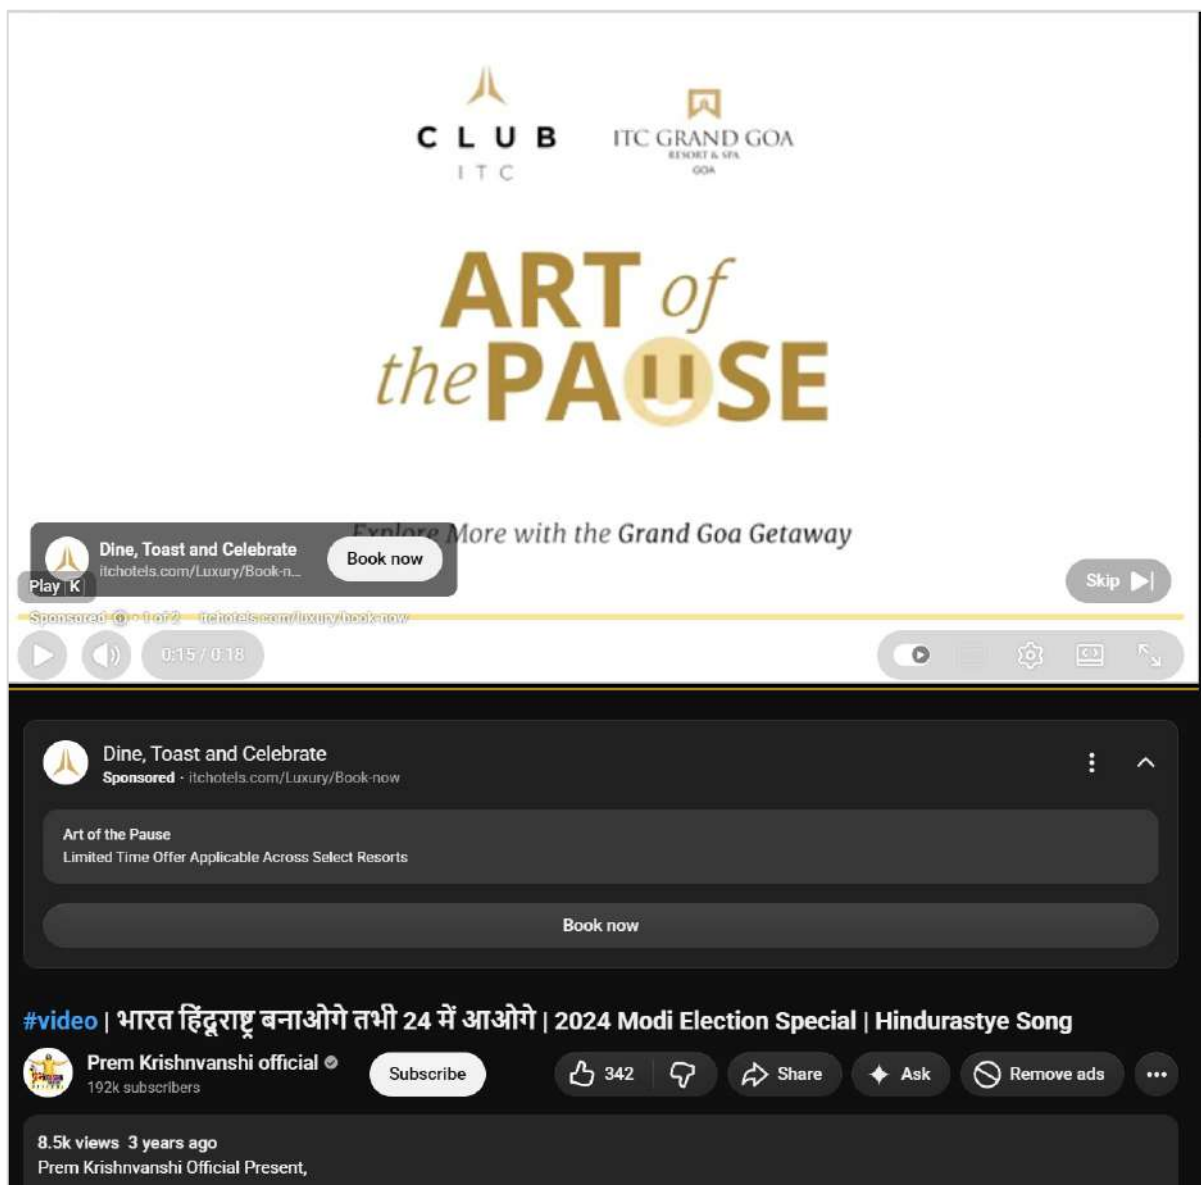 CLUB
ITC
ITC GRAND GOA
RESORT & SPA
GOA
ART of
the PAUSE
Explore More with the Grand Goa Getaway
Dine, Toast and Celebrate
itchotels.com/Luxury/Book-n...
Book now
Play K
Skip
Sponsored • 1 of 2 itchotels.com/luxury/book-now
0:15 / 0:18
Dine, Toast and Celebrate
Sponsored · itchotels.com/Luxury/Book-now
Art of the Pause
Limited Time Offer Applicable Across Select Resorts
Book now
#video | भारत हिंदूराष्ट्र बनाओगे तभी 24 में आओगे | 2024 Modi Election Special | Hindurastye Song
Prem Krishnvanshi official
192k subscribers
Subscribe
342
Share
Ask
Remove ads
8.5k views 3 years ago
Prem Krishnvanshi Official Present,